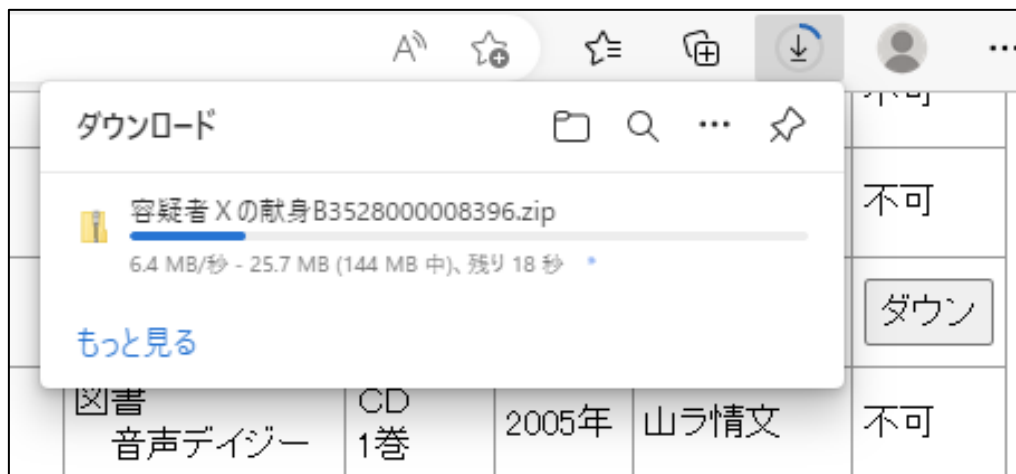 ダウンロード
不可
容疑者Xの献身B3528000008396.zip
不可
6.4 MB/秒 - 25.7 MB (144 MB 中)、残り 18 秒
ダウン
もっと見る
図書
音声デイジー
CD
1巻
2005年
山ラ情文
不可